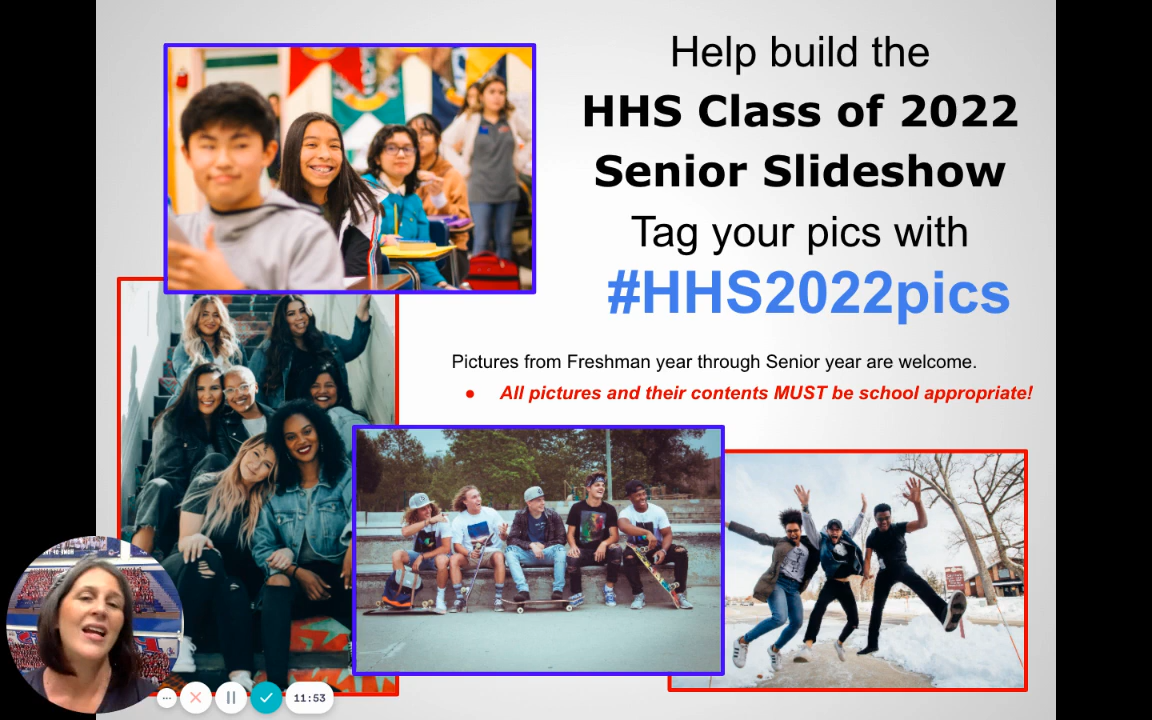 Help build the
HHS Class of 2022
Senior Slideshow
Tag your pics with
#HHS2022pics
Pictures from Freshman year through Senior year are welcome.
● All pictures and their contents MUST be school appropriate!
11:53